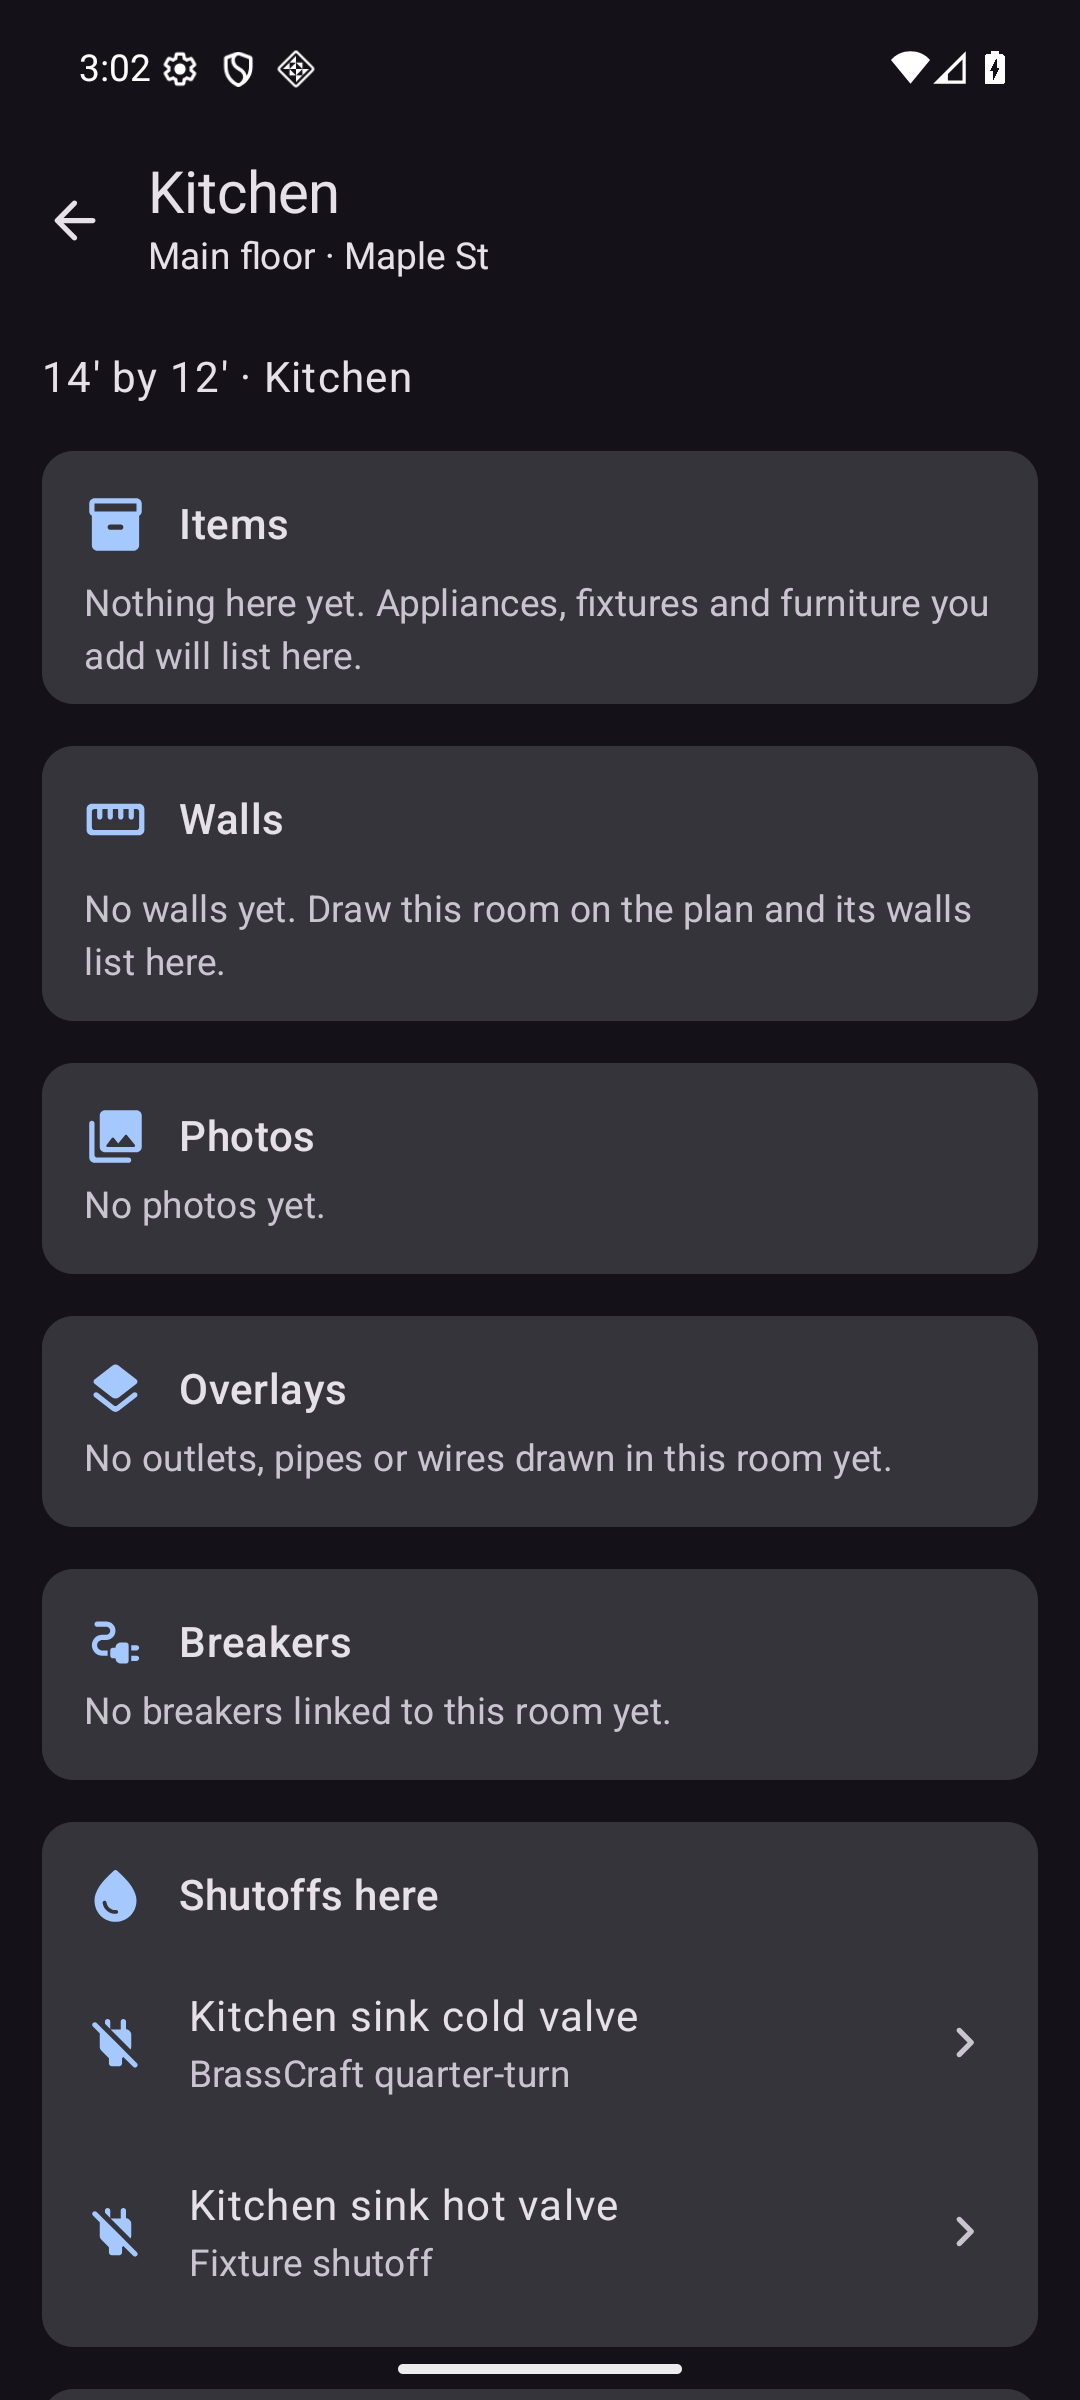 3:02
Kitchen
Main floor · Maple St
14' by 12' · Kitchen
Items
Nothing here yet. Appliances, fixtures and furniture you
add will list here.
Walls
No walls yet. Draw this room on the plan and its walls
list here.
Photos
No photos yet.
Overlays
No outlets, pipes or wires drawn in this room yet.
Breakers
No breakers linked to this room yet.
Shutoffs here
Kitchen sink cold valve
BrassCraft quarter-turn
Kitchen sink hot valve
Fixture shutoff